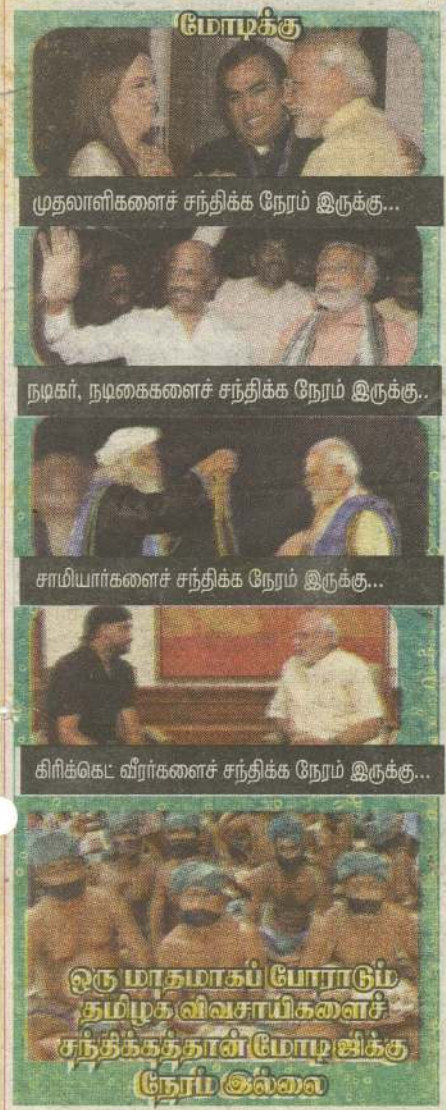 மோடிக்கு
முதலாளிகளைச் சந்திக்க நேரம் இருக்கு...
நடிகர், நடிகைகளைச் சந்திக்க நேரம் இருக்கு..
சாமியார்களைச் சந்திக்க நேரம் இருக்கு...
கிரிக்கெட் வீரர்களைச் சந்திக்க நேரம் இருக்கு...
ஒரு மாதமாகப் போராடும்
தமிழக விவசாயிகளைச்
சந்திக்கத்தான் மோடிஜிக்கு
நேரம் இல்லை